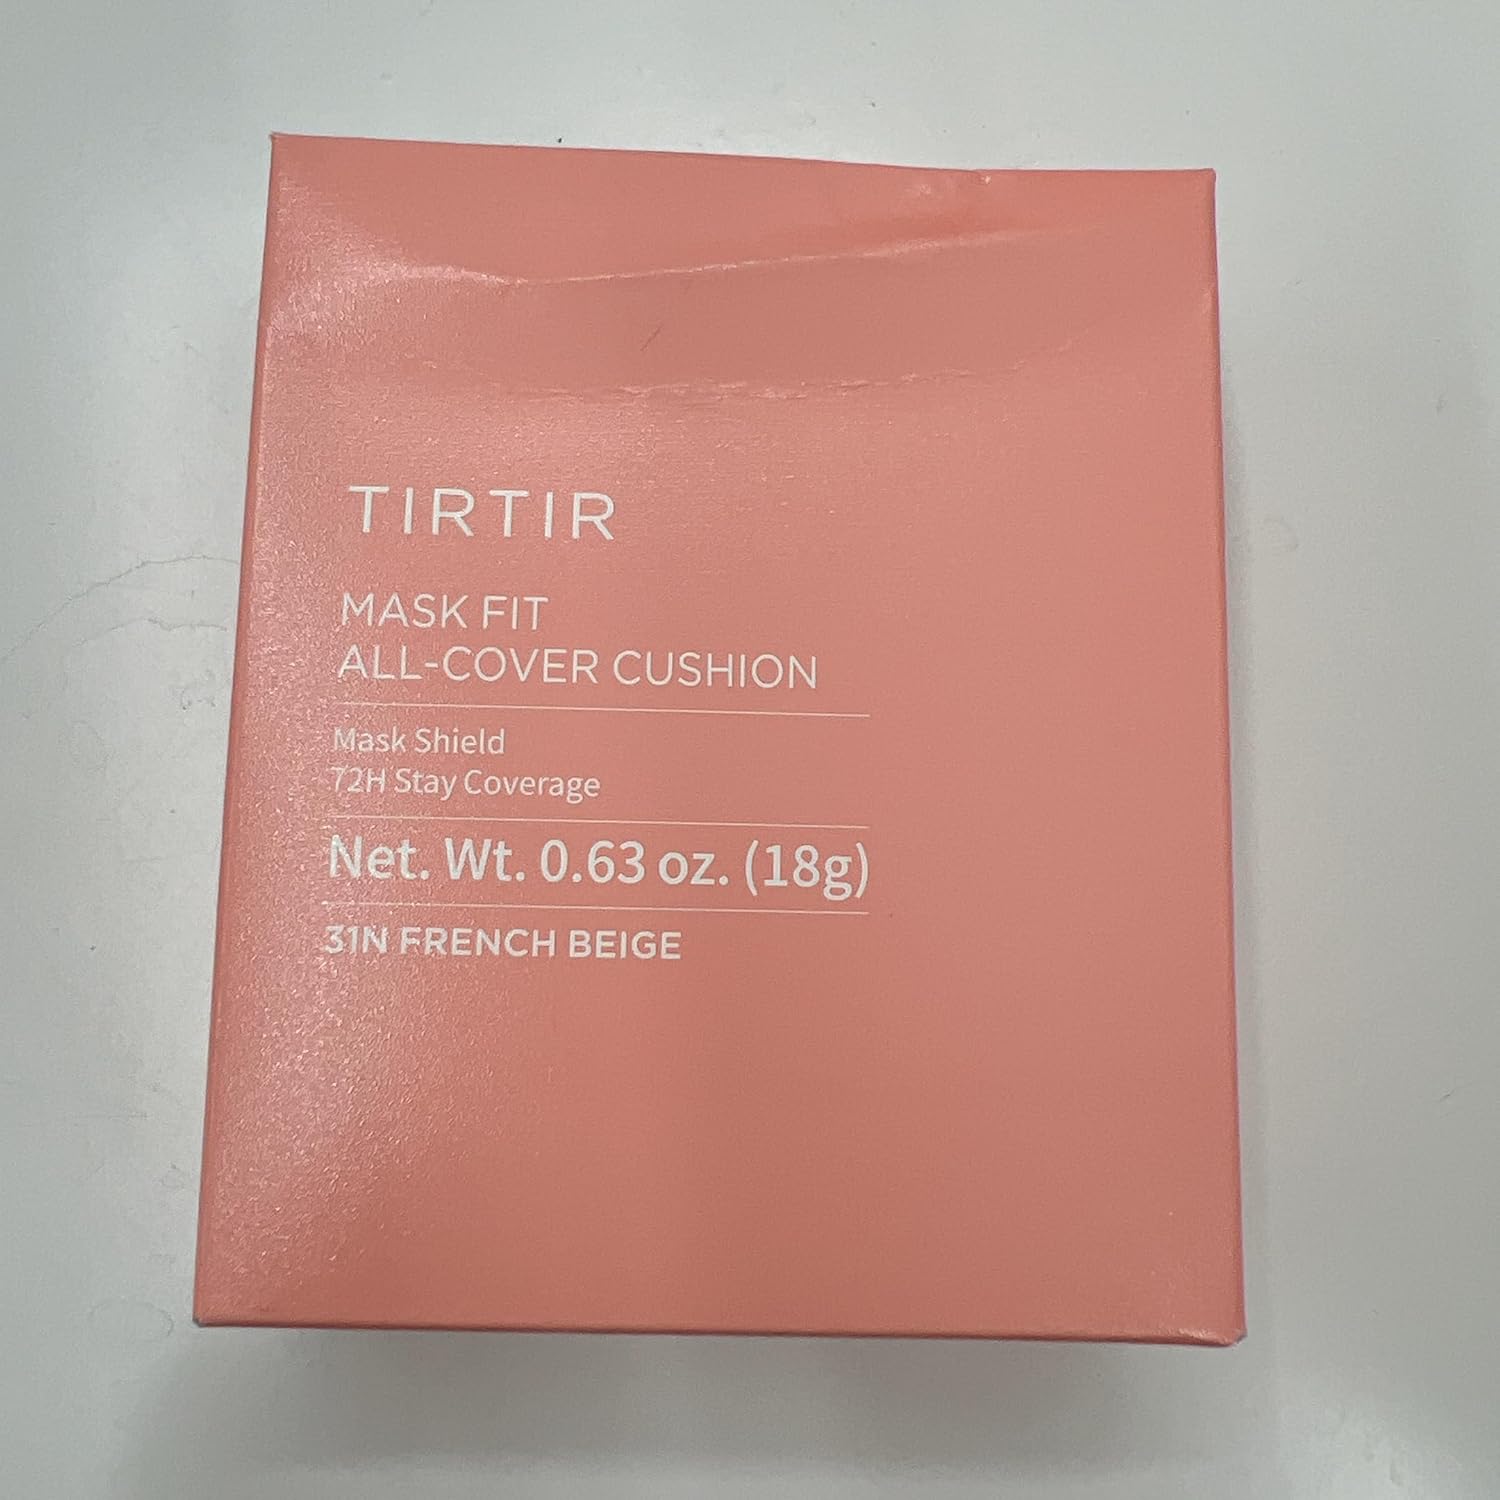 TIRTIR
MASK FIT
ALL-COVER CUSHION
Mask Shield
72H Stay Coverage
Net. Wt. 0.63 oz. (18g)
31N FRENCH BEIGE